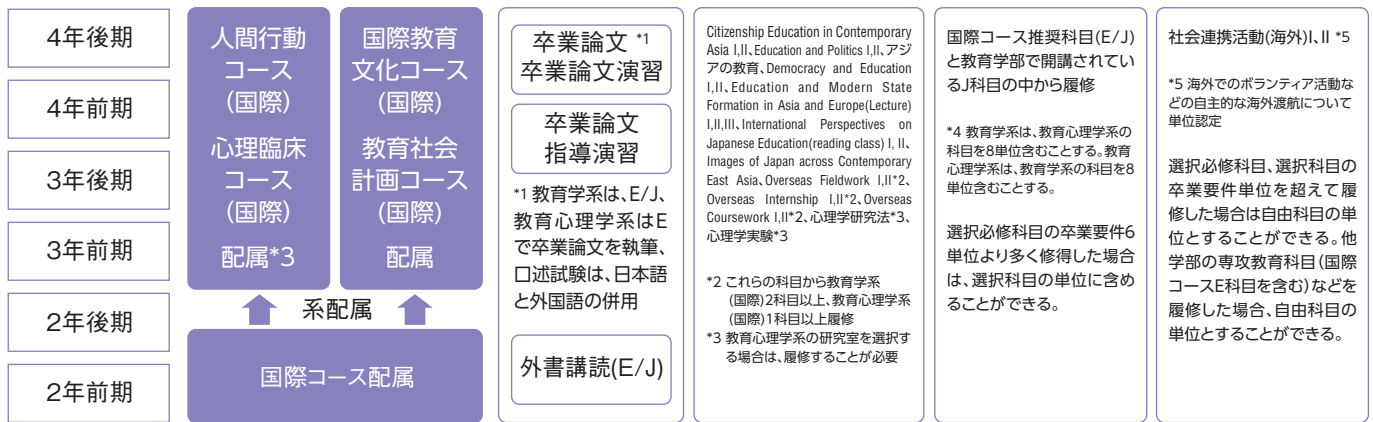 4年後期
4年前期
3年後期
3年前期
2年後期
2年前期
人間行動
コース
(国際)
心理臨床
コース
(国際)
配属*3
国際教育
文化コース
(国際)
教育社会
計画コース
(国際)
配属
系配属
国際コース配属
卒業論文 *1
卒業論文演習
卒業論文
指導演習
*1 教育学系は、E/J、
教育心理学系はE
で卒業論文を執筆、
口述試験は、日本語
と外国語の併用
外書講読(E/J)
Citizenship Education in Contemporary
Asia I,II、Education and Politics I,II、アジ
アの教育、Democracy and Education
I,II、Education and Modern State
Formation in Asia and Europe(Lecture)
I,II,III、International Perspectives on
Japanese Education(reading class) I, II、
Images of Japan across Contemporary
East Asia、Overseas Fieldwork I,II*2、
Overseas Internship I,II*2、Overseas
Coursework I,II*2、心理学研究法*3、
心理学実験*3
*2 これらの科目から教育学系
(国際)2科目以上、教育心理学系
(国際)1科目以上履修
*3 教育心理学系の研究室を選択す
る場合は、履修することが必要
国際コース推奨科目(E/J)
と教育学部で開講されてい
るJ科目の中から履修
*4 教育学系は、教育心理学系の
科目を8単位含むことする。教育
心理学系は、教育学系の科目を8
単位含むことする。
選択必修科目の卒業要件6
単位より多く修得した場合
は、選択科目の単位に含め
ることができる。
社会連携活動(海外)I、II *5
*5 海外でのボランティア活動な
どの自主的な海外渡航について
単位認定
選択必修科目、選択科目の
卒業要件単位を超えて履
修した場合は自由科目の単
位とすることができる。他
学部の専攻教育科目(国際
コースE科目を含む)などを
履修した場合、自由科目の
単位とすることができる。